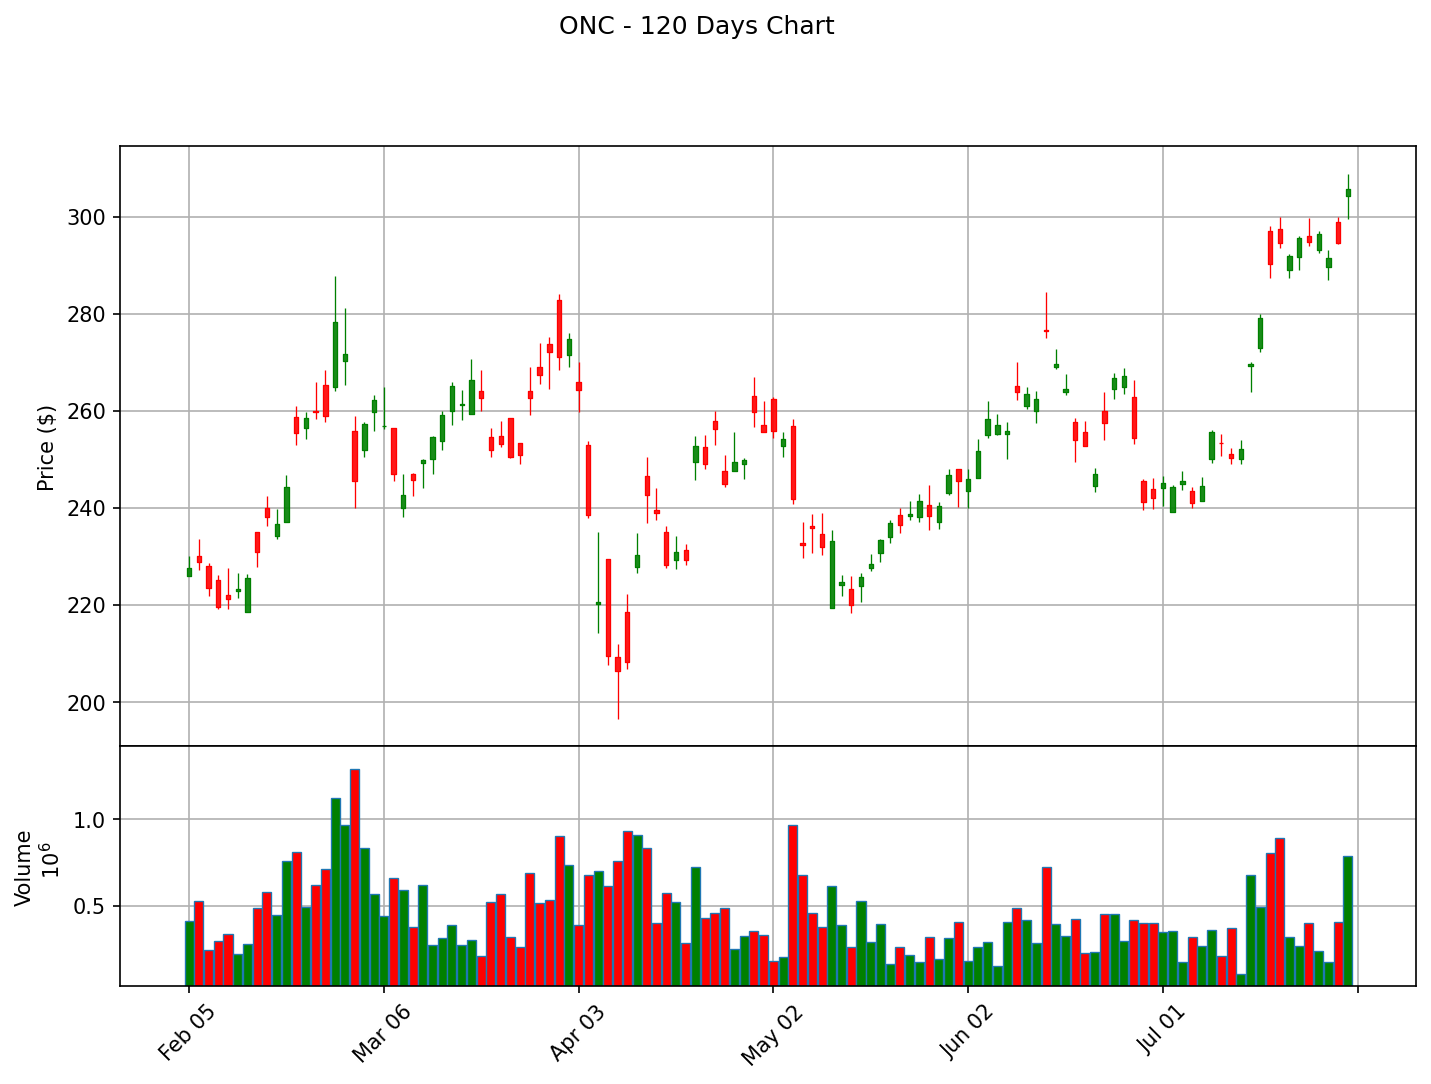 ONC - 120 Days Chart
Price ($)
300
280
260
240
220
200
Volume
10⁶
1.0
0.5
Feb 05
Mar 06
Apr 03
May 02
Jun 02
Jul 01